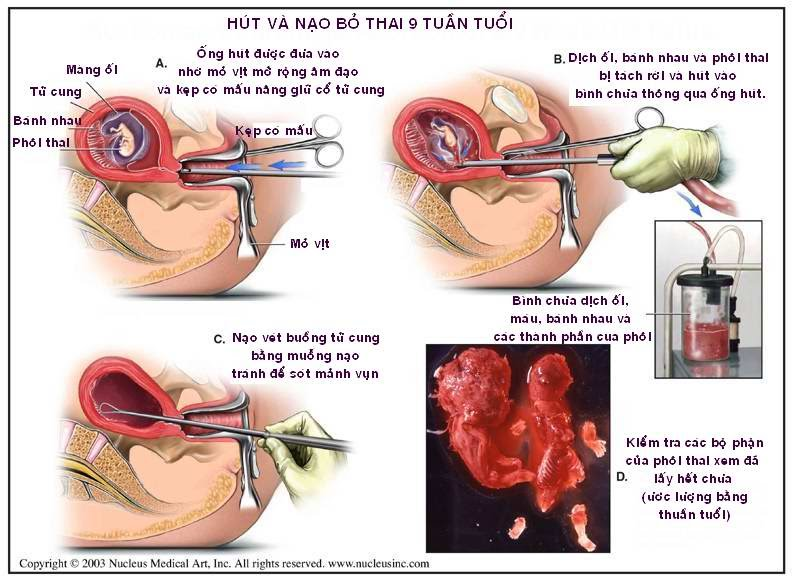 HÚT VÀ NẠO BỎ THAI 9 TUẦN TUỔI
A.
Ống hút được đưa vào
nhờ mỏ vịt mở rộng âm đạo
và kẹp có mấu nâng giữ cổ tử cung
Màng ối
Tử cung
Bánh nhau
Phôi thai
Kẹp có mấu
Mỏ vịt
B. Dịch ối, bánh nhau và phôi thai
bị tách rời và hút vào
bình chứa thông qua ống hút.
Bình chứa dịch ối,
máu, bánh nhau và
các thành phần của phôi
C. Nạo vét buồng tử cung
bằng muỗng nạo
tránh để sót mảnh vụn
D.
Kiểm tra các bộ phận
của phôi thai xem đã
lấy hết chưa
(ước lượng bằng
thuần tuổi)
Copyright © 2003 Nucleus Medical Art, Inc. All rights reserved. www.nucleusinc.com